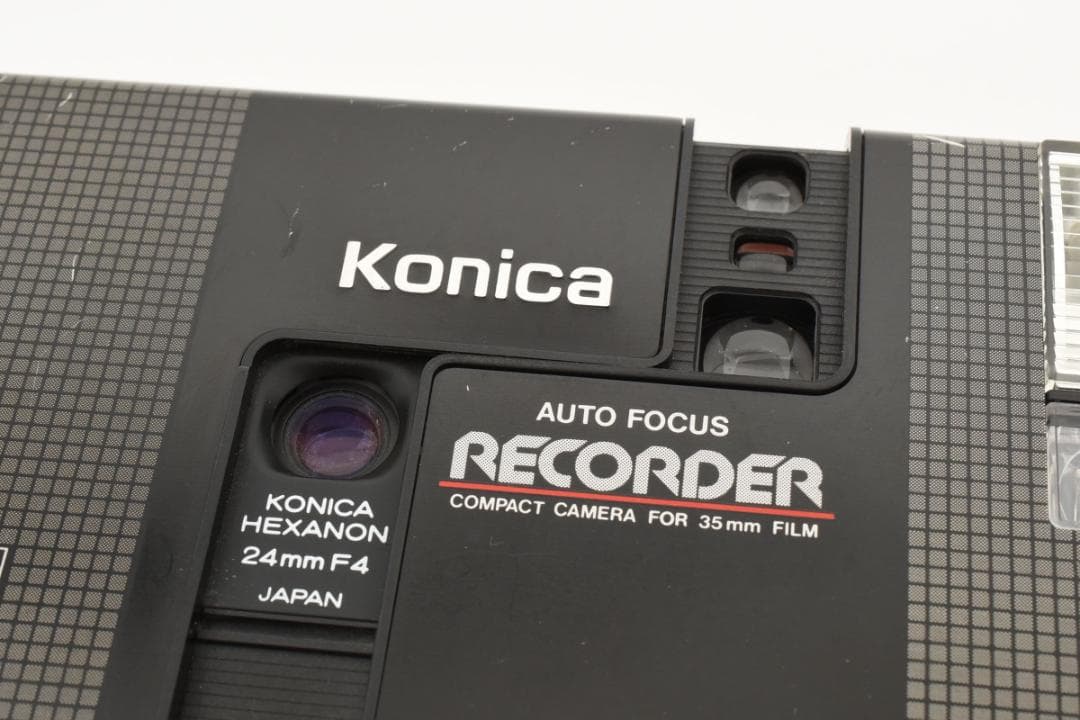 Konica
AUTO FOCUS
RECORDER
COMPACT CAMERA FOR 35mm FILM
KONICA
HEXANON
24mm F4
JAPAN